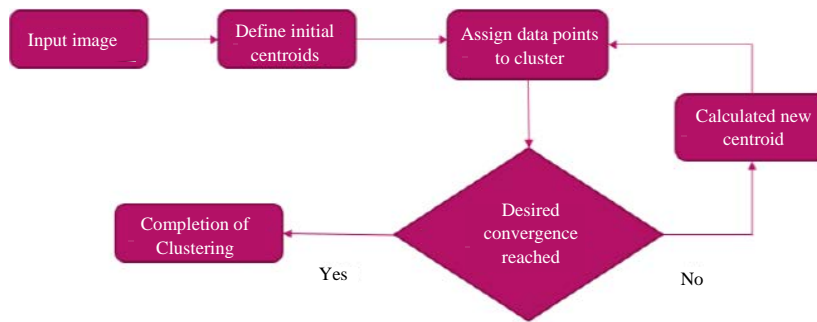 Input image
Define initial
centroids
Assign data points
to cluster
Calculated new
centroid
Desired
convergence
reached
Completion of
Clustering
Yes
No